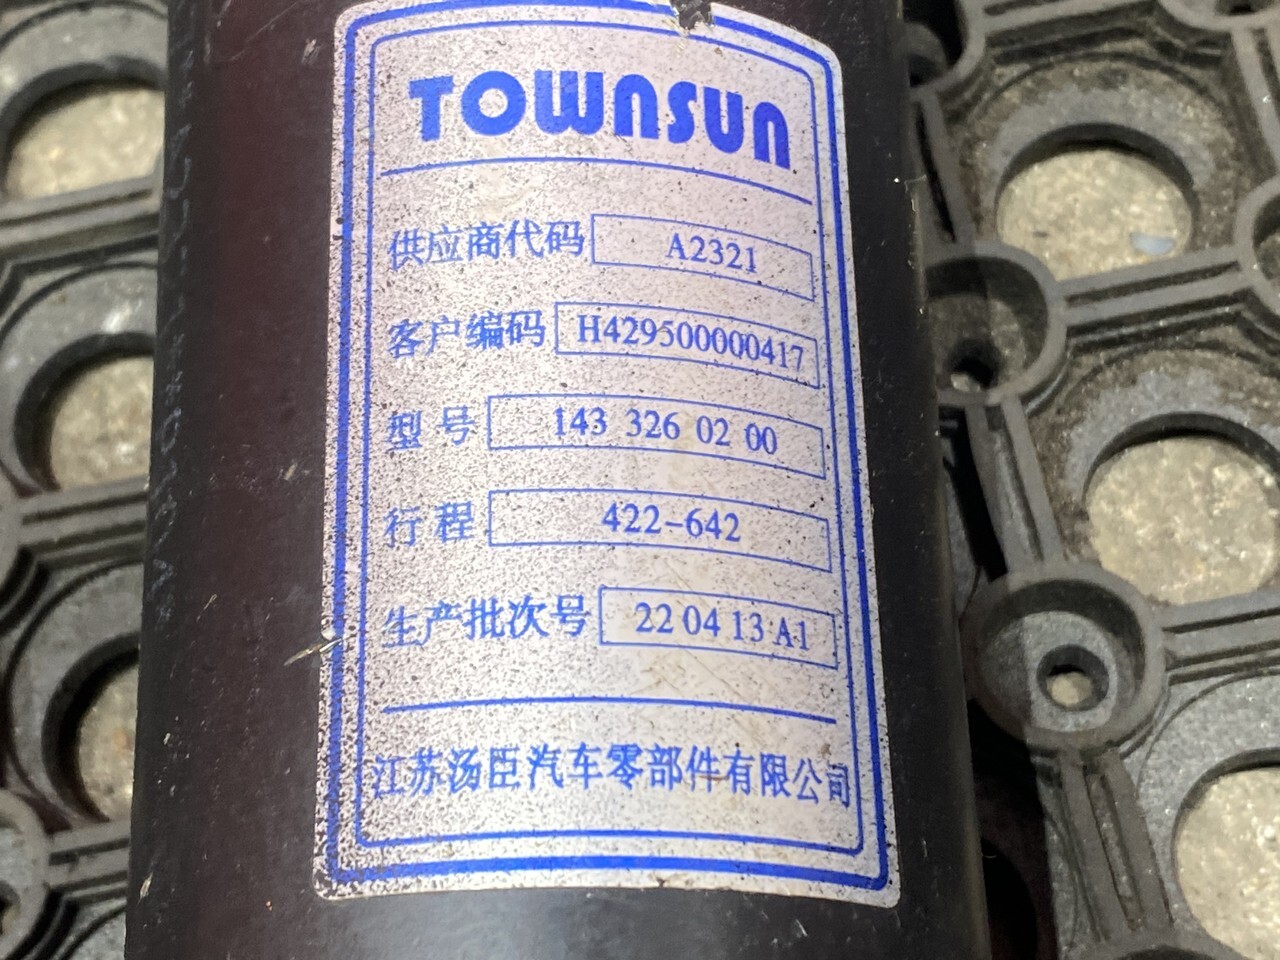 TOWNSUN
供应商代码 A2321
客户编码 H429500000417
型号 143 326 02 00
行程 422-642
生产批次号 22 04 13 A1
江苏汤臣汽车零部件有限公司